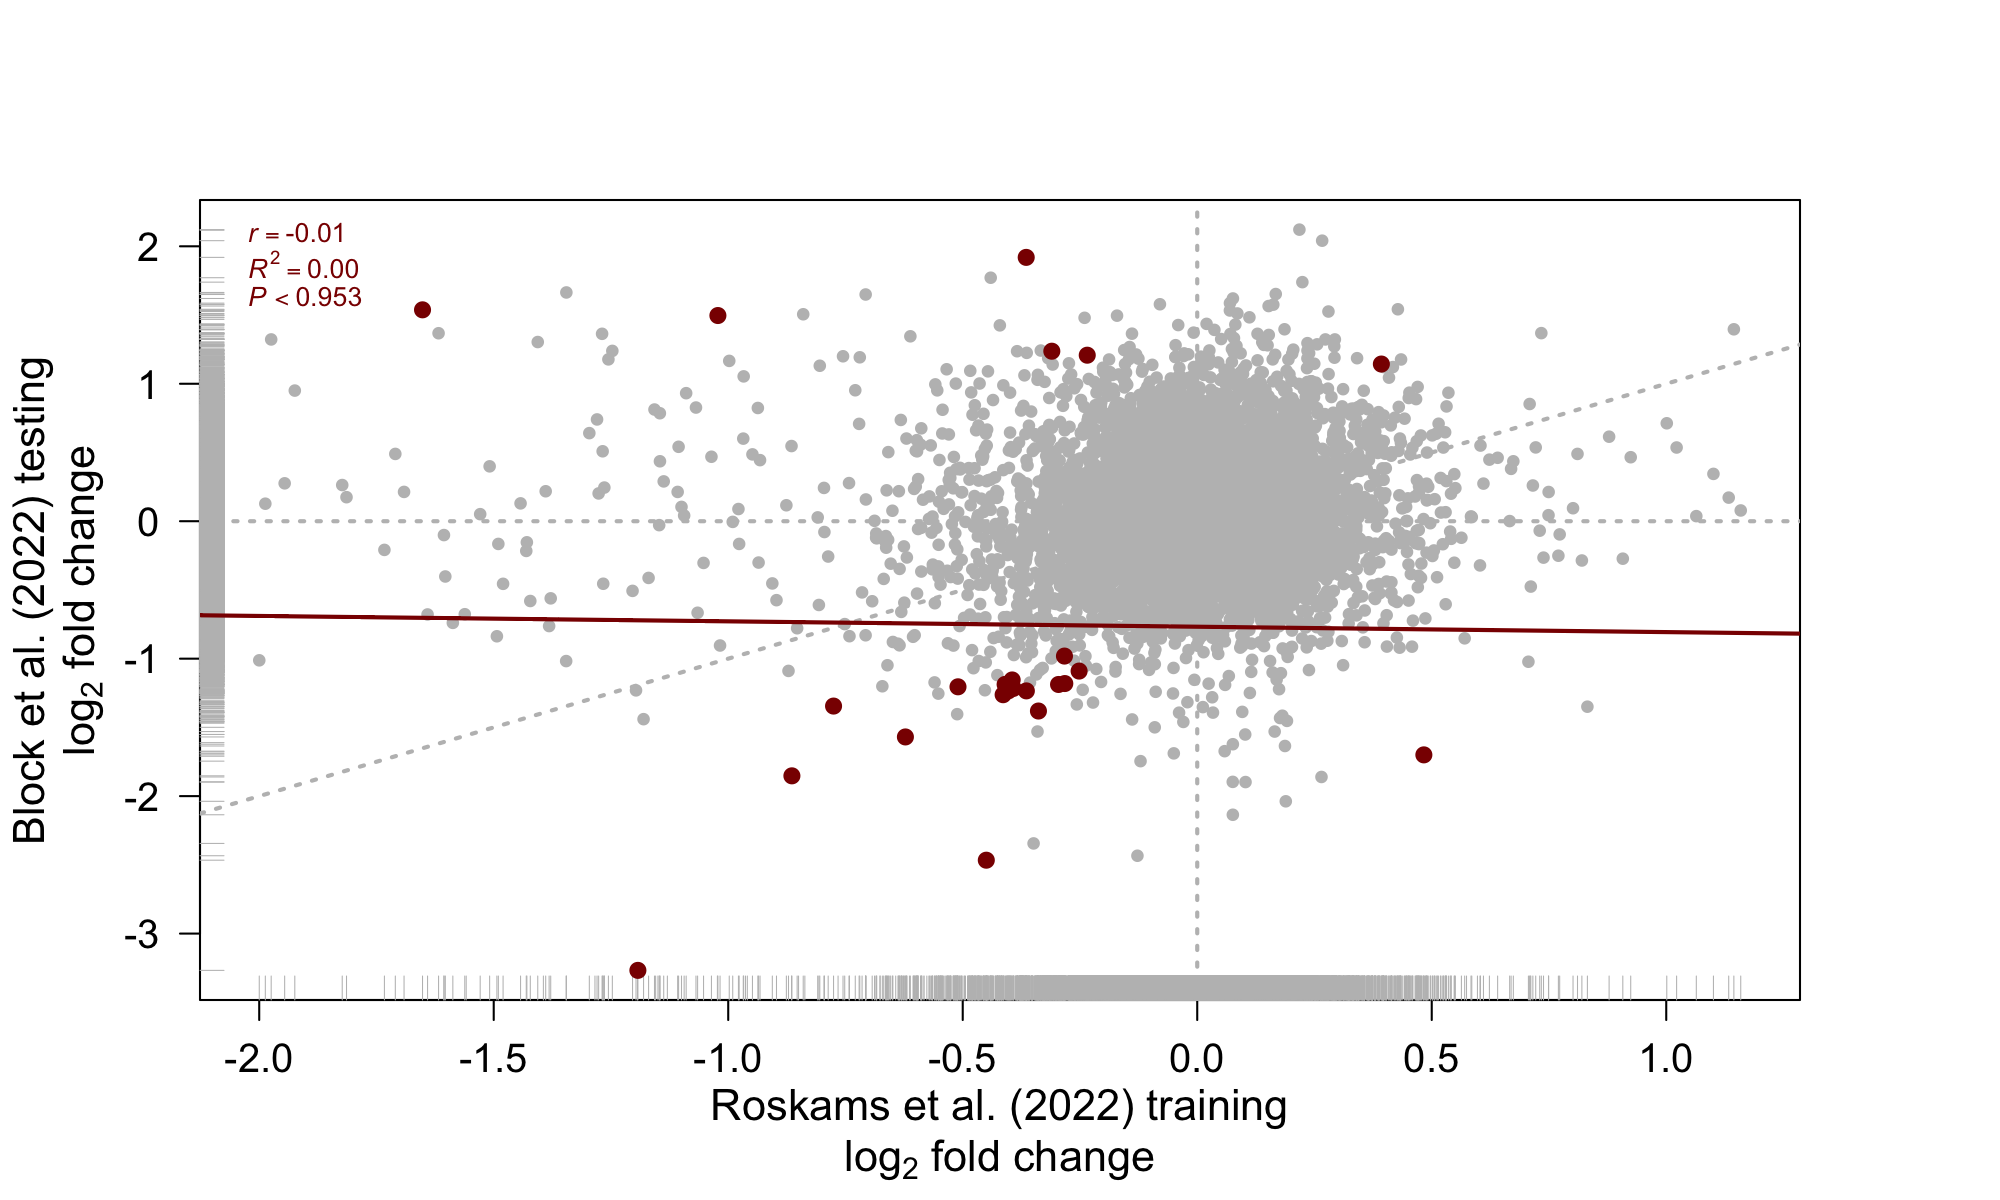 r = -0.01
R² = 0.00
P < 0.953
2
1
0
-1
-2
-3
Block et al. (2022) testing
log₂ fold change
-2.0 -1.5 -1.0 -0.5 0.0 0.5 1.0
Roskams et al. (2022) training
log₂ fold change